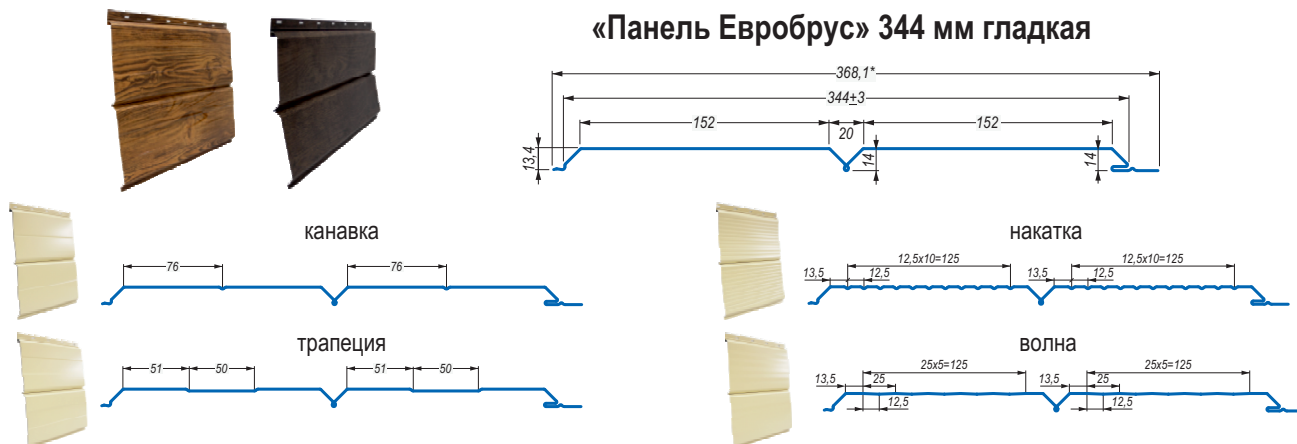 «Панель Евробрус» 344 мм гладкая
368,1*
344±3
152
20
152
13,4
14
14
канавка
76
76
накатка
12,5x10=125
12,5x10=125
13,5
12,5
13,5
12,5
трапеция
51
50
51
50
волна
25x5=125
25x5=125
13,5
25
13,5
25
12,5
12,5